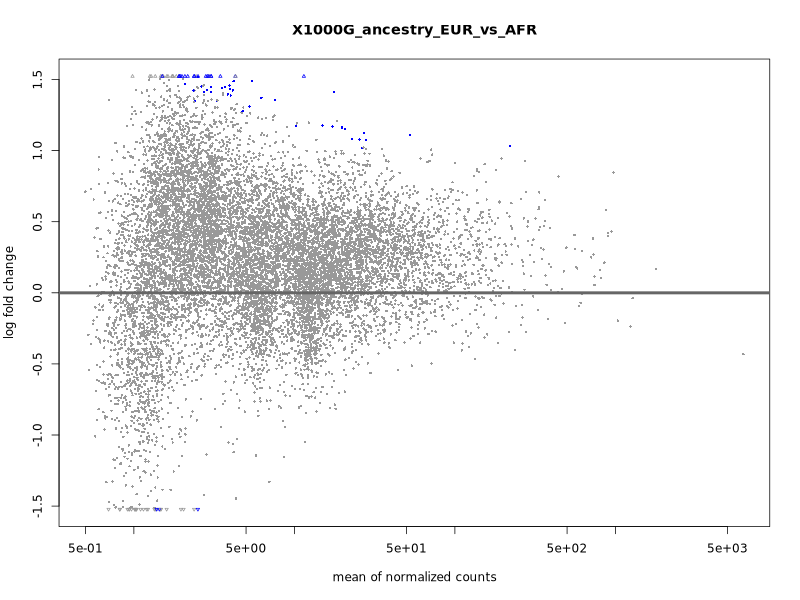 X1000G_ancestry_EUR_vs_AFR
log fold change
1.5
1.0
0.5
0.0
-0.5
-1.0
-1.5
5e-01 5e+00 5e+01 5e+02 5e+03
mean of normalized counts